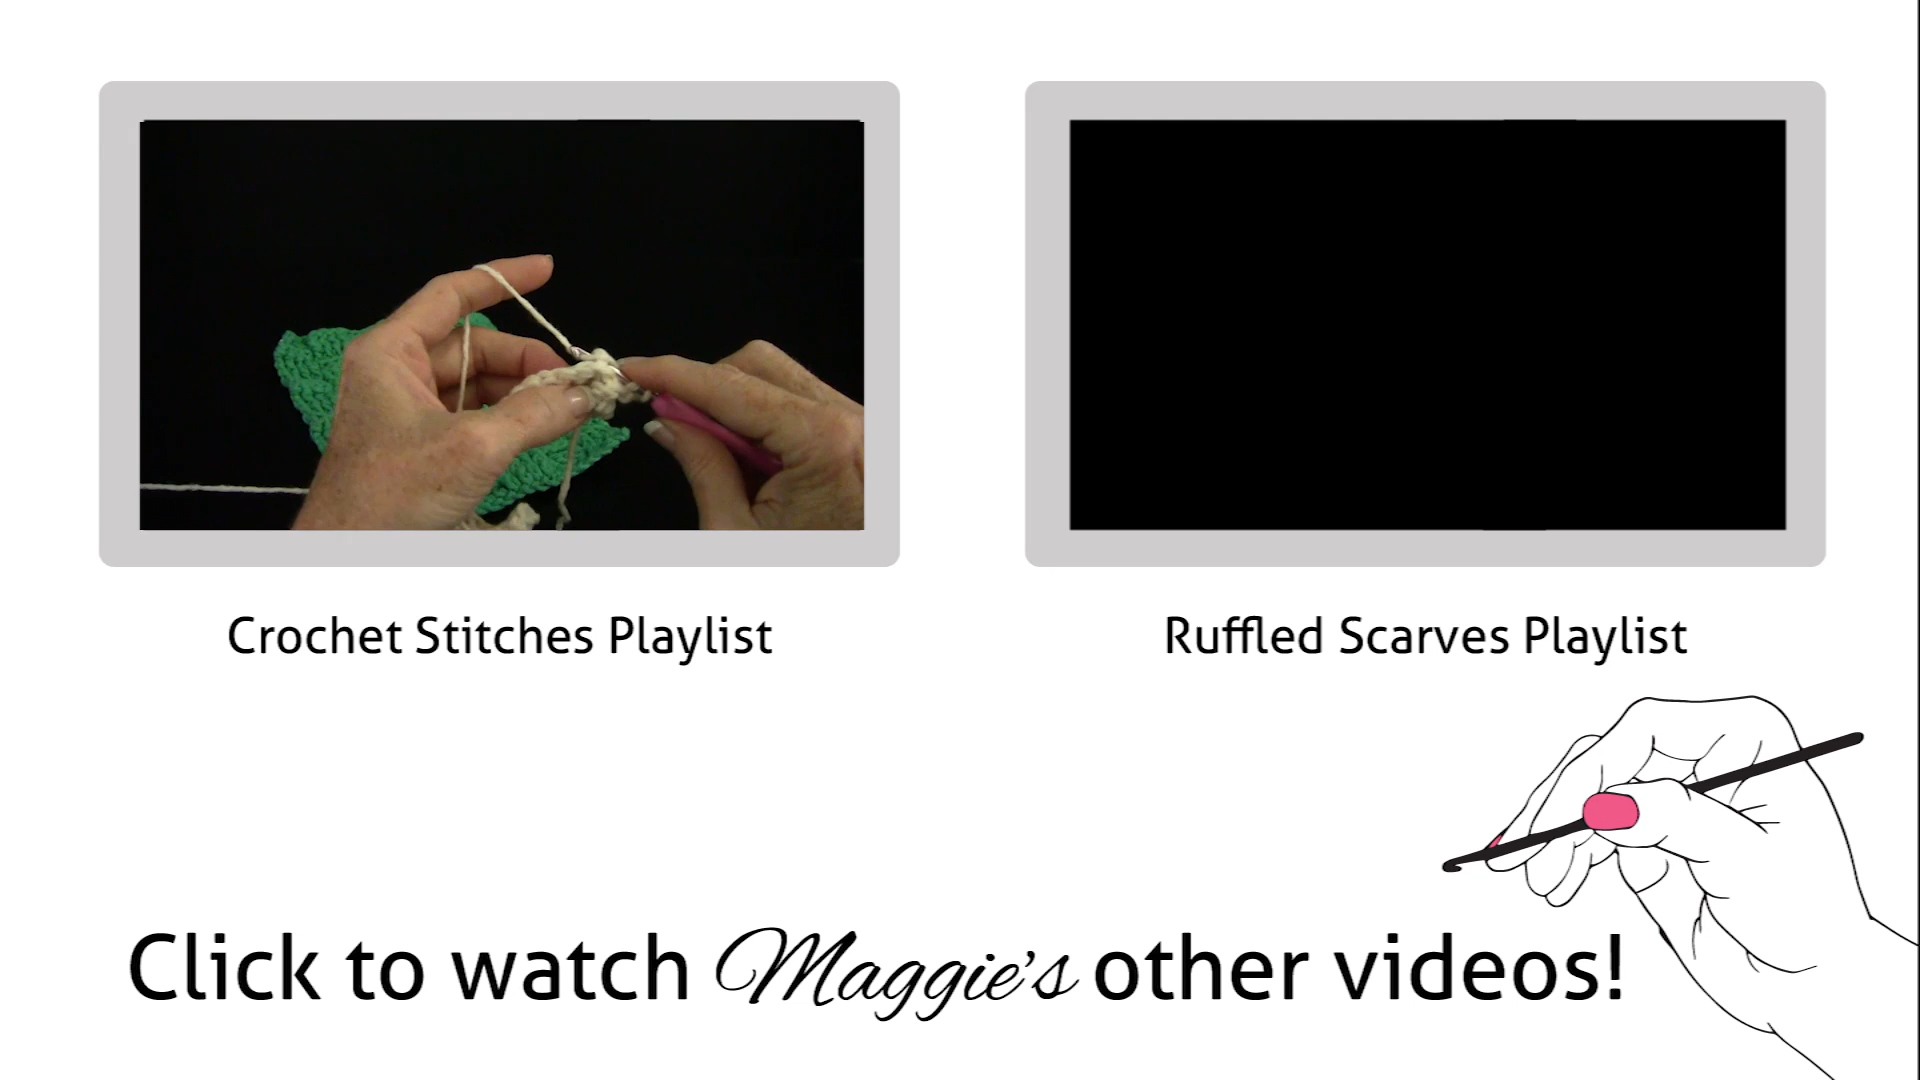 Crochet Stitches Playlist
Ruffled Scarves Playlist
Click to watch Maggie's other videos!